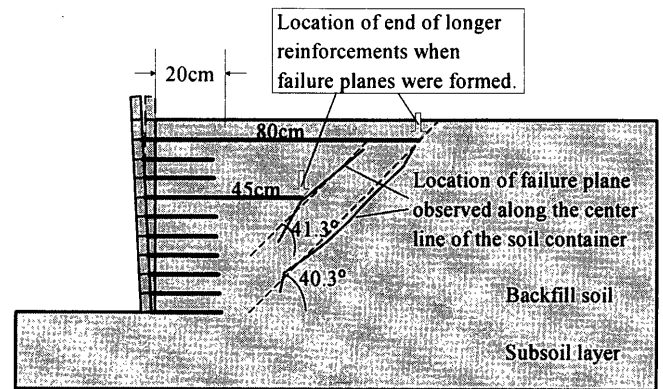 Location of end of longer
reinforcements when
failure planes were formed.
20cm
80cm
45cm
Location of failure plane
observed along the center
line of the soil container
41.3°
40.3°
Backfill soil
Subsoil layer